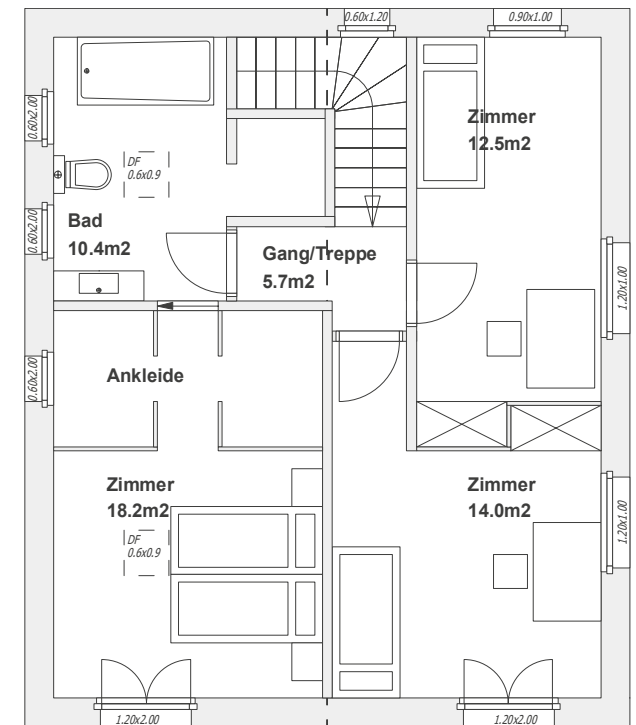 0.60x1.20
0.90x1.00
0.60x2.00
Zimmer
12.5m2
DF
0.6x0.9
0.60x2.00
Bad
10.4m2
Gang/Treppe
5.7m2
1.20x1.00
0.60x2.00
Ankleide
Zimmer
18.2m2
Zimmer
14.0m2
1.20x1.00
DF
0.6x0.9
1.20x2.00
1.20x2.00